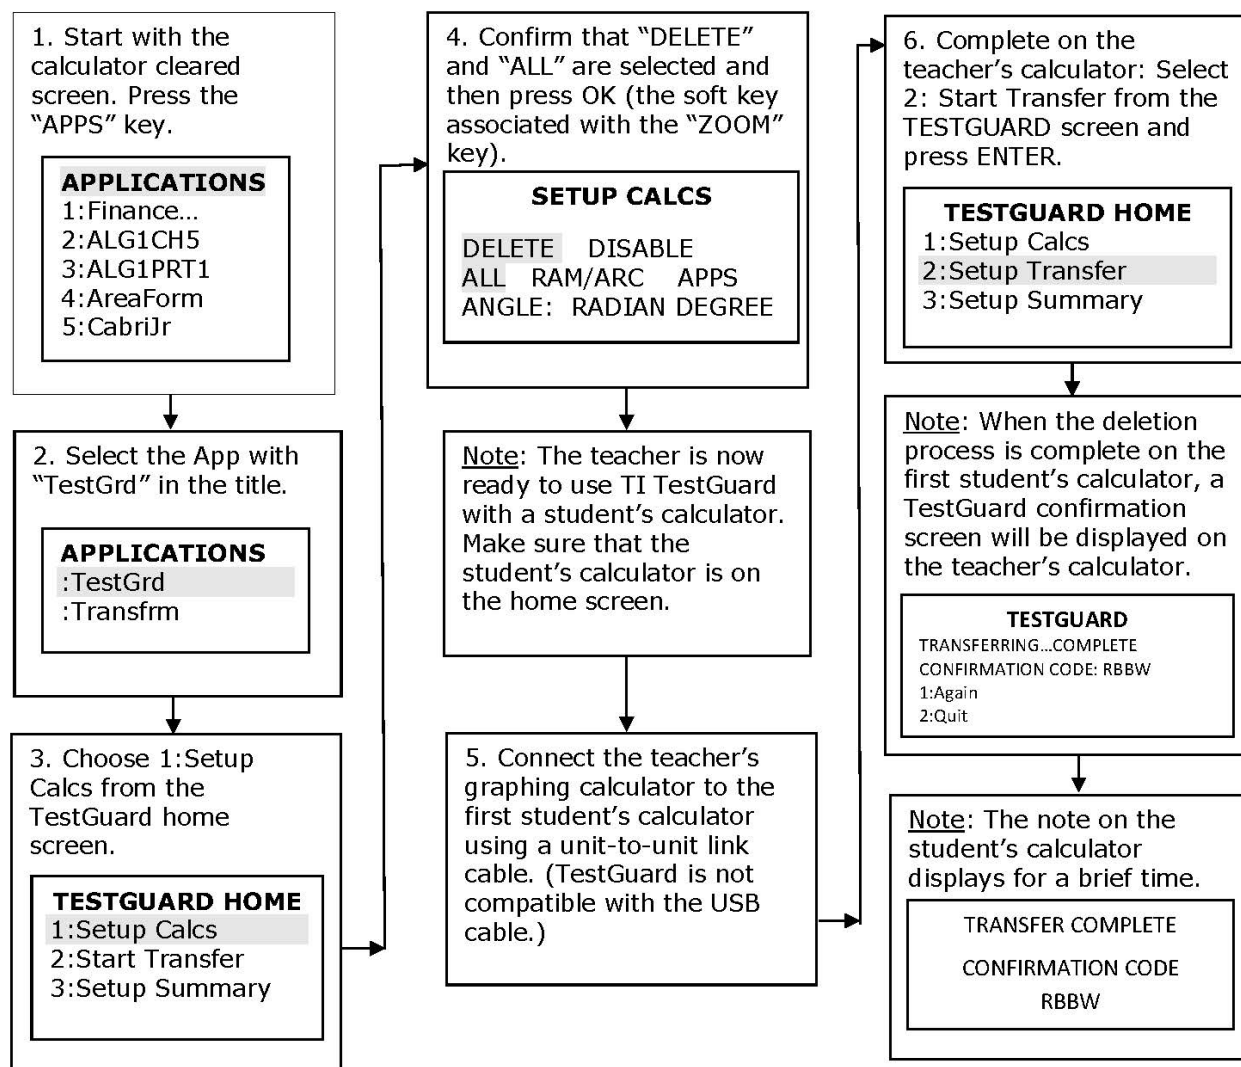 1. Start with the
calculator cleared
screen. Press the
“APPS” key.
APPLICATIONS
1:Finance...
2:ALG1CH5
3:ALG1PRT1
4:AreaForm
5:CabriJr
2. Select the App with
“TestGrd” in the title.
APPLICATIONS
:TestGrd
:Transfrm
3. Choose 1:Setup
Calcs from the
TestGuard home
screen.
TESTGUARD HOME
1:Setup Calcs
2:Start Transfer
3:Setup Summary
4. Confirm that “DELETE”
and “ALL” are selected and
then press OK (the soft key
associated with the “ZOOM”
key).
SETUP CALCS
DELETE DISABLE
ALL RAM/ARC APPS
ANGLE: RADIAN DEGREE
Note: The teacher is now
ready to use TI TestGuard
with a student’s calculator.
Make sure that the
student’s calculator is on
the home screen.
5. Connect the teacher’s
graphing calculator to the
first student’s calculator
using a unit-to-unit link
cable. (TestGuard is not
compatible with the USB
cable.)
6. Complete on the
teacher’s calculator: Select
2: Start Transfer from the
TESTGUARD screen and
press ENTER.
TESTGUARD HOME
1:Setup Calcs
2:Setup Transfer
3:Setup Summary
Note: When the deletion
process is complete on the
first student’s calculator, a
TestGuard confirmation
screen will be displayed on
the teacher’s calculator.
TESTGUARD
TRANSFERRING...COMPLETE
CONFIRMATION CODE: RBBW
1:Again
2:Quit
Note: The note on the
student’s calculator
displays for a brief time.
TRANSFER COMPLETE
CONFIRMATION CODE
RBBW